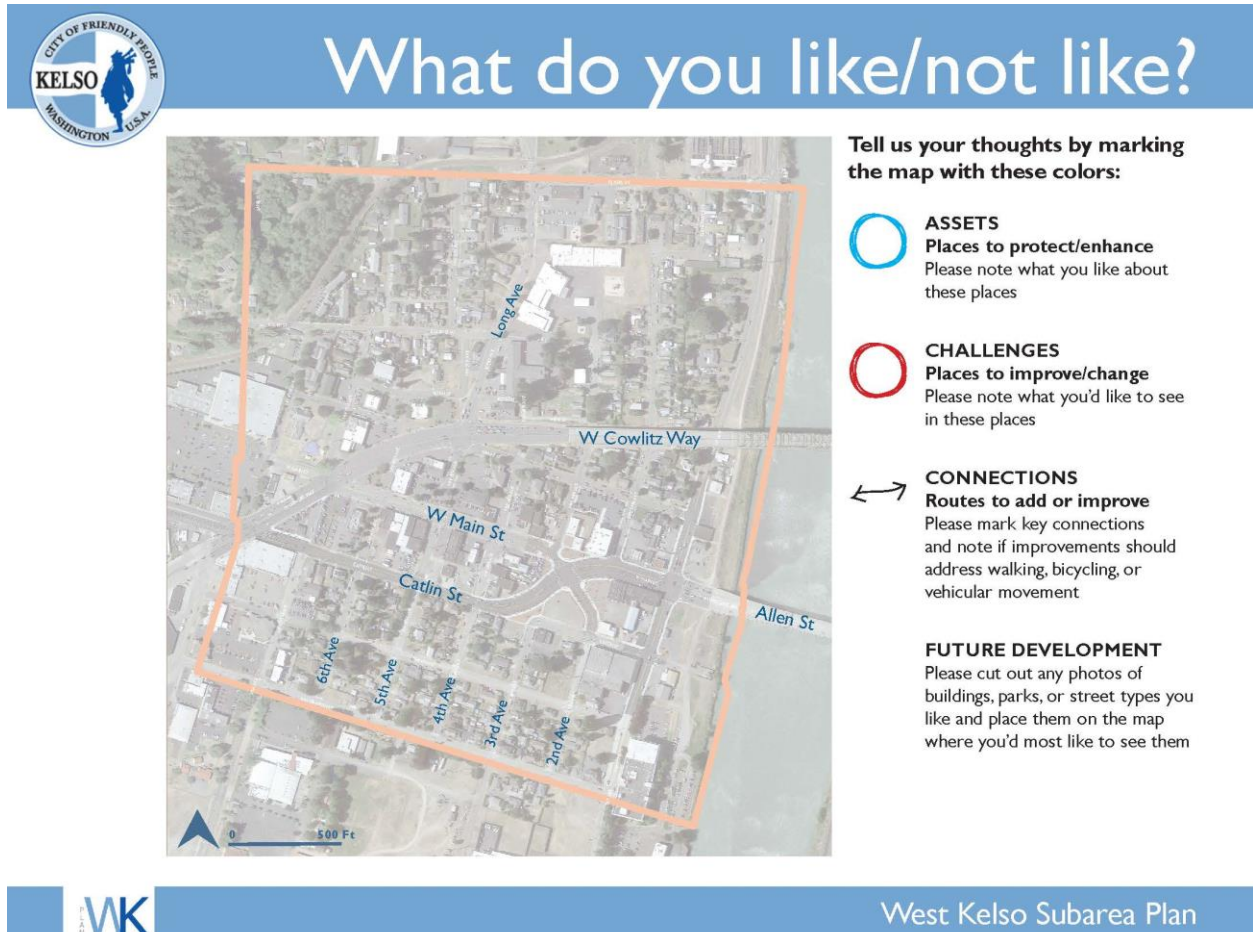 CITY OF FRIENDLY PEOPLE
KELSO
WASHINGTON U.S.A.
What do you like/not like?
Tell us your thoughts by marking
the map with these colors:
ASSETS
Places to protect/enhance
Please note what you like about
these places
CHALLENGES
Places to improve/change
Please note what you'd like to see
in these places
CONNECTIONS
Routes to add or improve
Please mark key connections
and note if improvements should
address walking, bicycling, or
vehicular movement
FUTURE DEVELOPMENT
Please cut out any photos of
buildings, parks, or street types you
like and place them on the map
where you'd most like to see them
Long Ave
W Cowlitz Way
W Main St
Catlin St
Allen St
6th Ave
5th Ave
4th Ave
3rd Ave
2nd Ave
0 500 Ft
PLAN
WK
West Kelso Subarea Plan